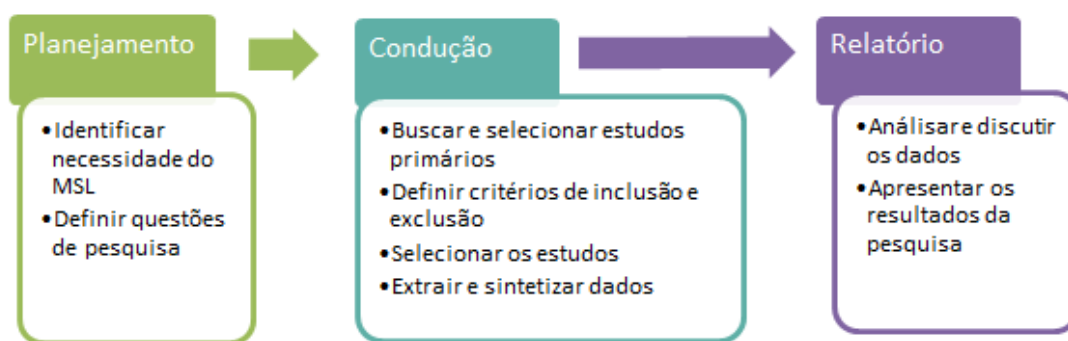 Planejamento
•Identificar
necessidade do
MSL
•Definir questões
de pesquisa
Condução
•Buscar e selecionar estudos
primários
•Definir critérios de inclusão e
exclusão
•Selecionar os estudos
•Extrair e sintetizar dados
Relatório
•Análisar e discutir
os dados
•Apresentar os
resultados da
pesquisa